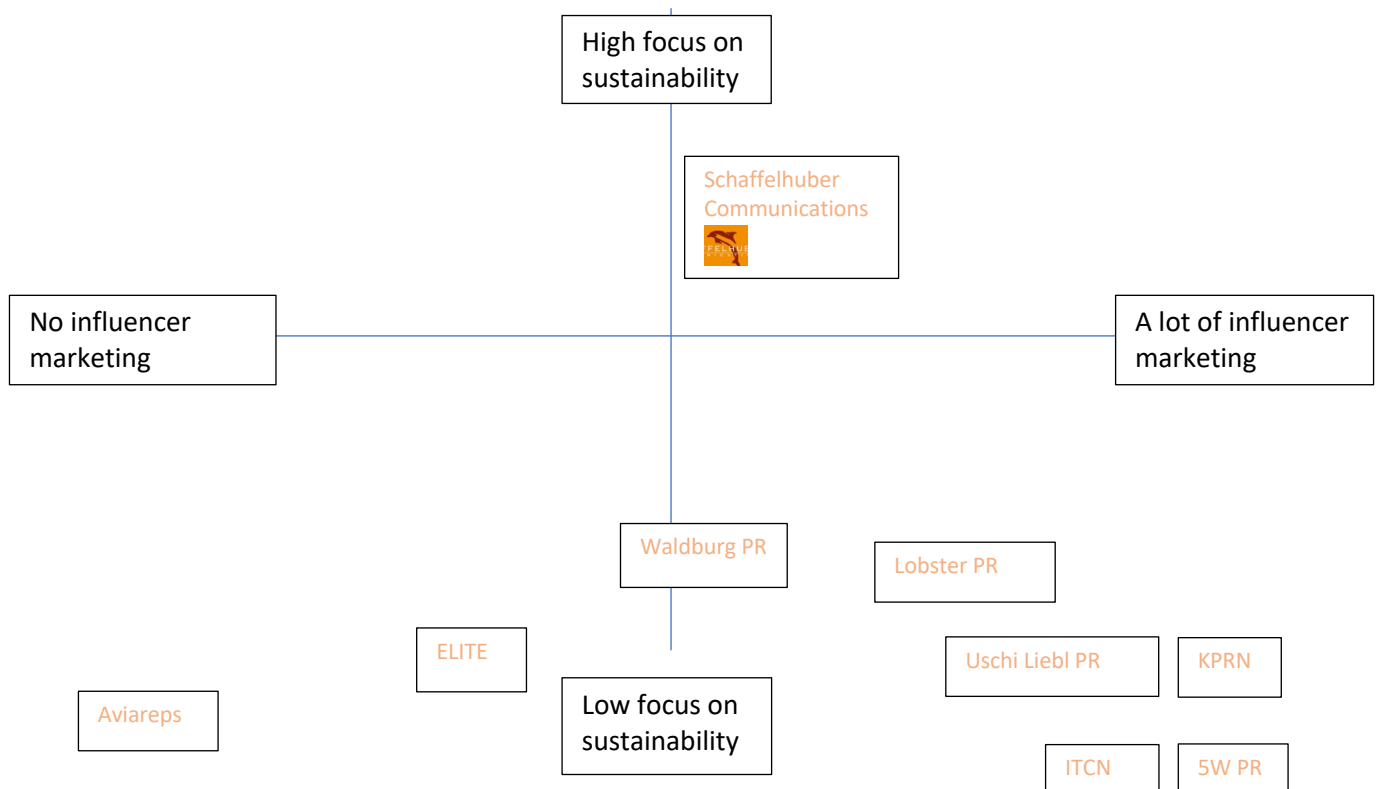 High focus on
sustainability
Schaffelhuber
Communications
No influencer
marketing
A lot of influencer
marketing
Waldburg PR
Lobster PR
ELITE
Uschi Liebl PR
KPRN
Aviareps
Low focus on
sustainability
ITCN
5W PR